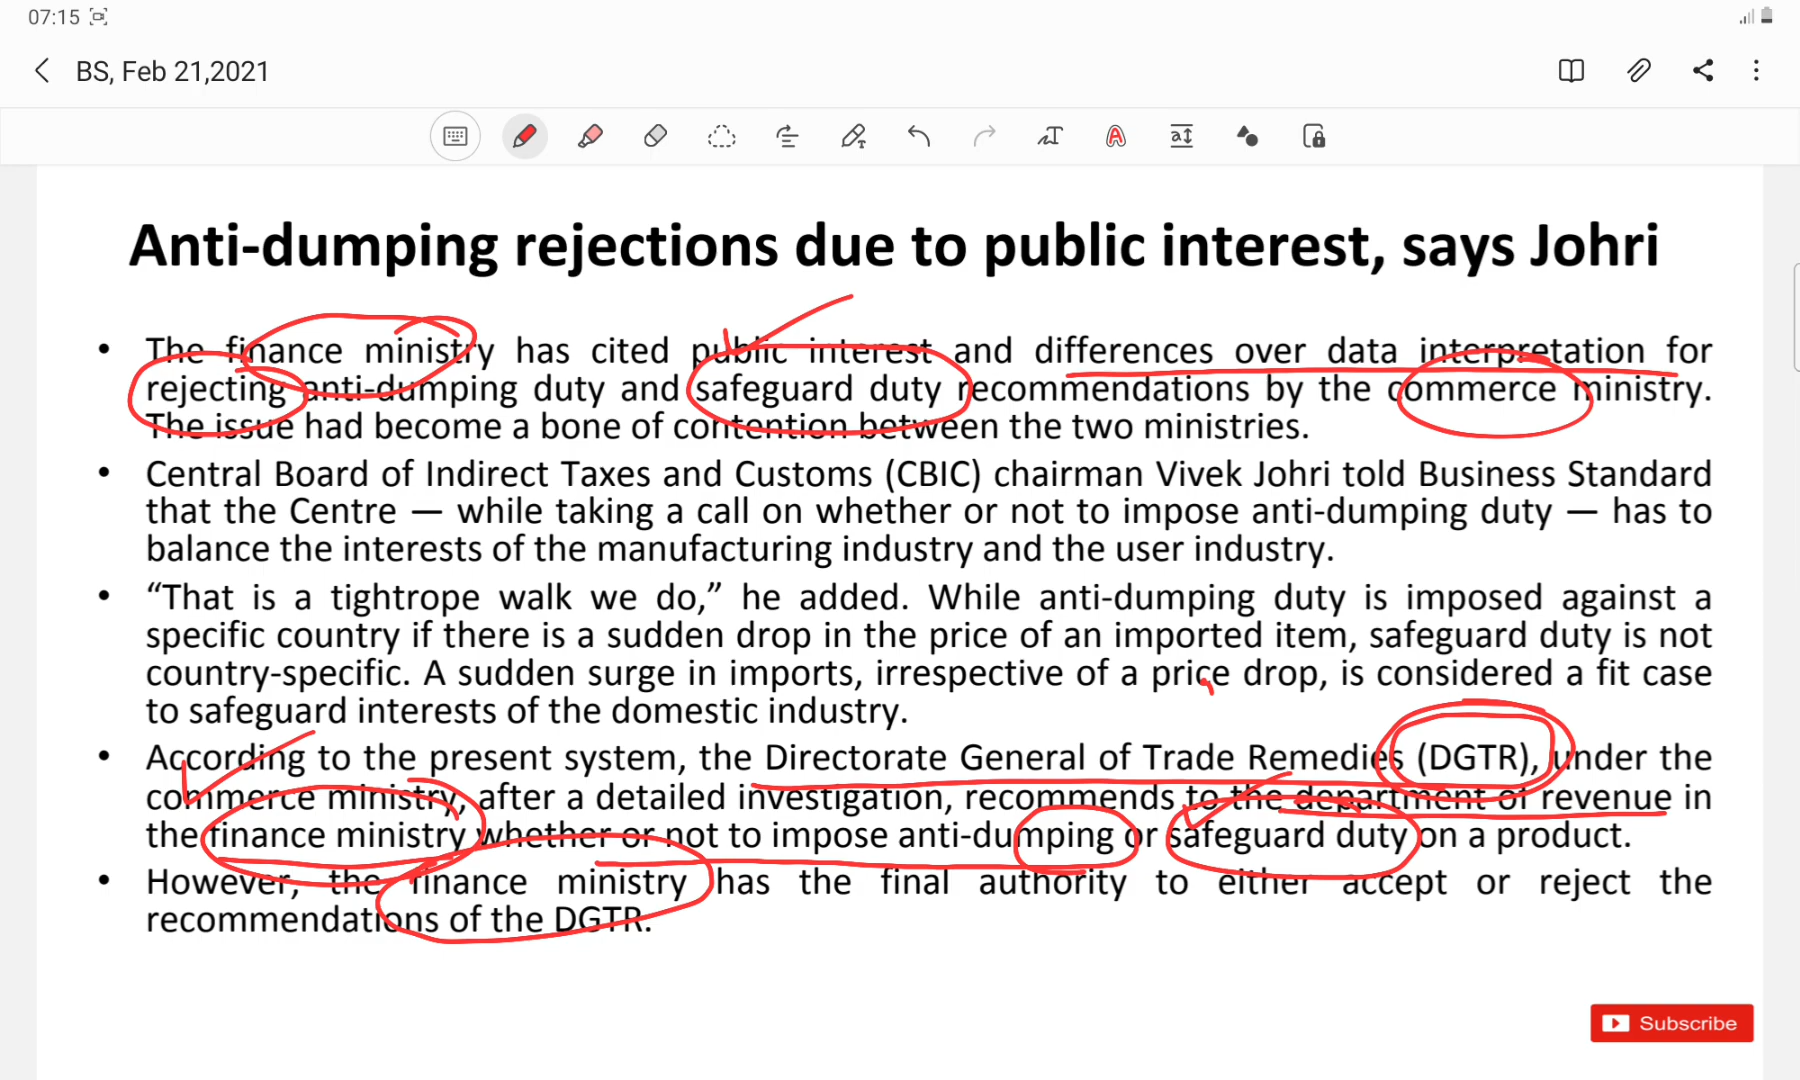 07:15
BS, Feb 21,2021
Anti-dumping rejections due to public interest, says Johri
• The finance ministry has cited public interest and differences over data interpretation for
rejecting anti-dumping duty and safeguard duty recommendations by the commerce ministry.
The issue had become a bone of contention between the two ministries.
• Central Board of Indirect Taxes and Customs (CBIC) chairman Vivek Johri told Business Standard
that the Centre — while taking a call on whether or not to impose anti-dumping duty — has to
balance the interests of the manufacturing industry and the user industry.
• “That is a tightrope walk we do,” he added. While anti-dumping duty is imposed against a
specific country if there is a sudden drop in the price of an imported item, safeguard duty is not
country-specific. A sudden surge in imports, irrespective of a price drop, is considered a fit case
to safeguard interests of the domestic industry.
• According to the present system, the Directorate General of Trade Remedies (DGTR), under the
commerce ministry, after a detailed investigation, recommends to the department of revenue in
the finance ministry whether or not to impose anti-dumping or safeguard duty on a product.
• However, the finance ministry has the final authority to either accept or reject the
recommendations of the DGTR.
Subscribe